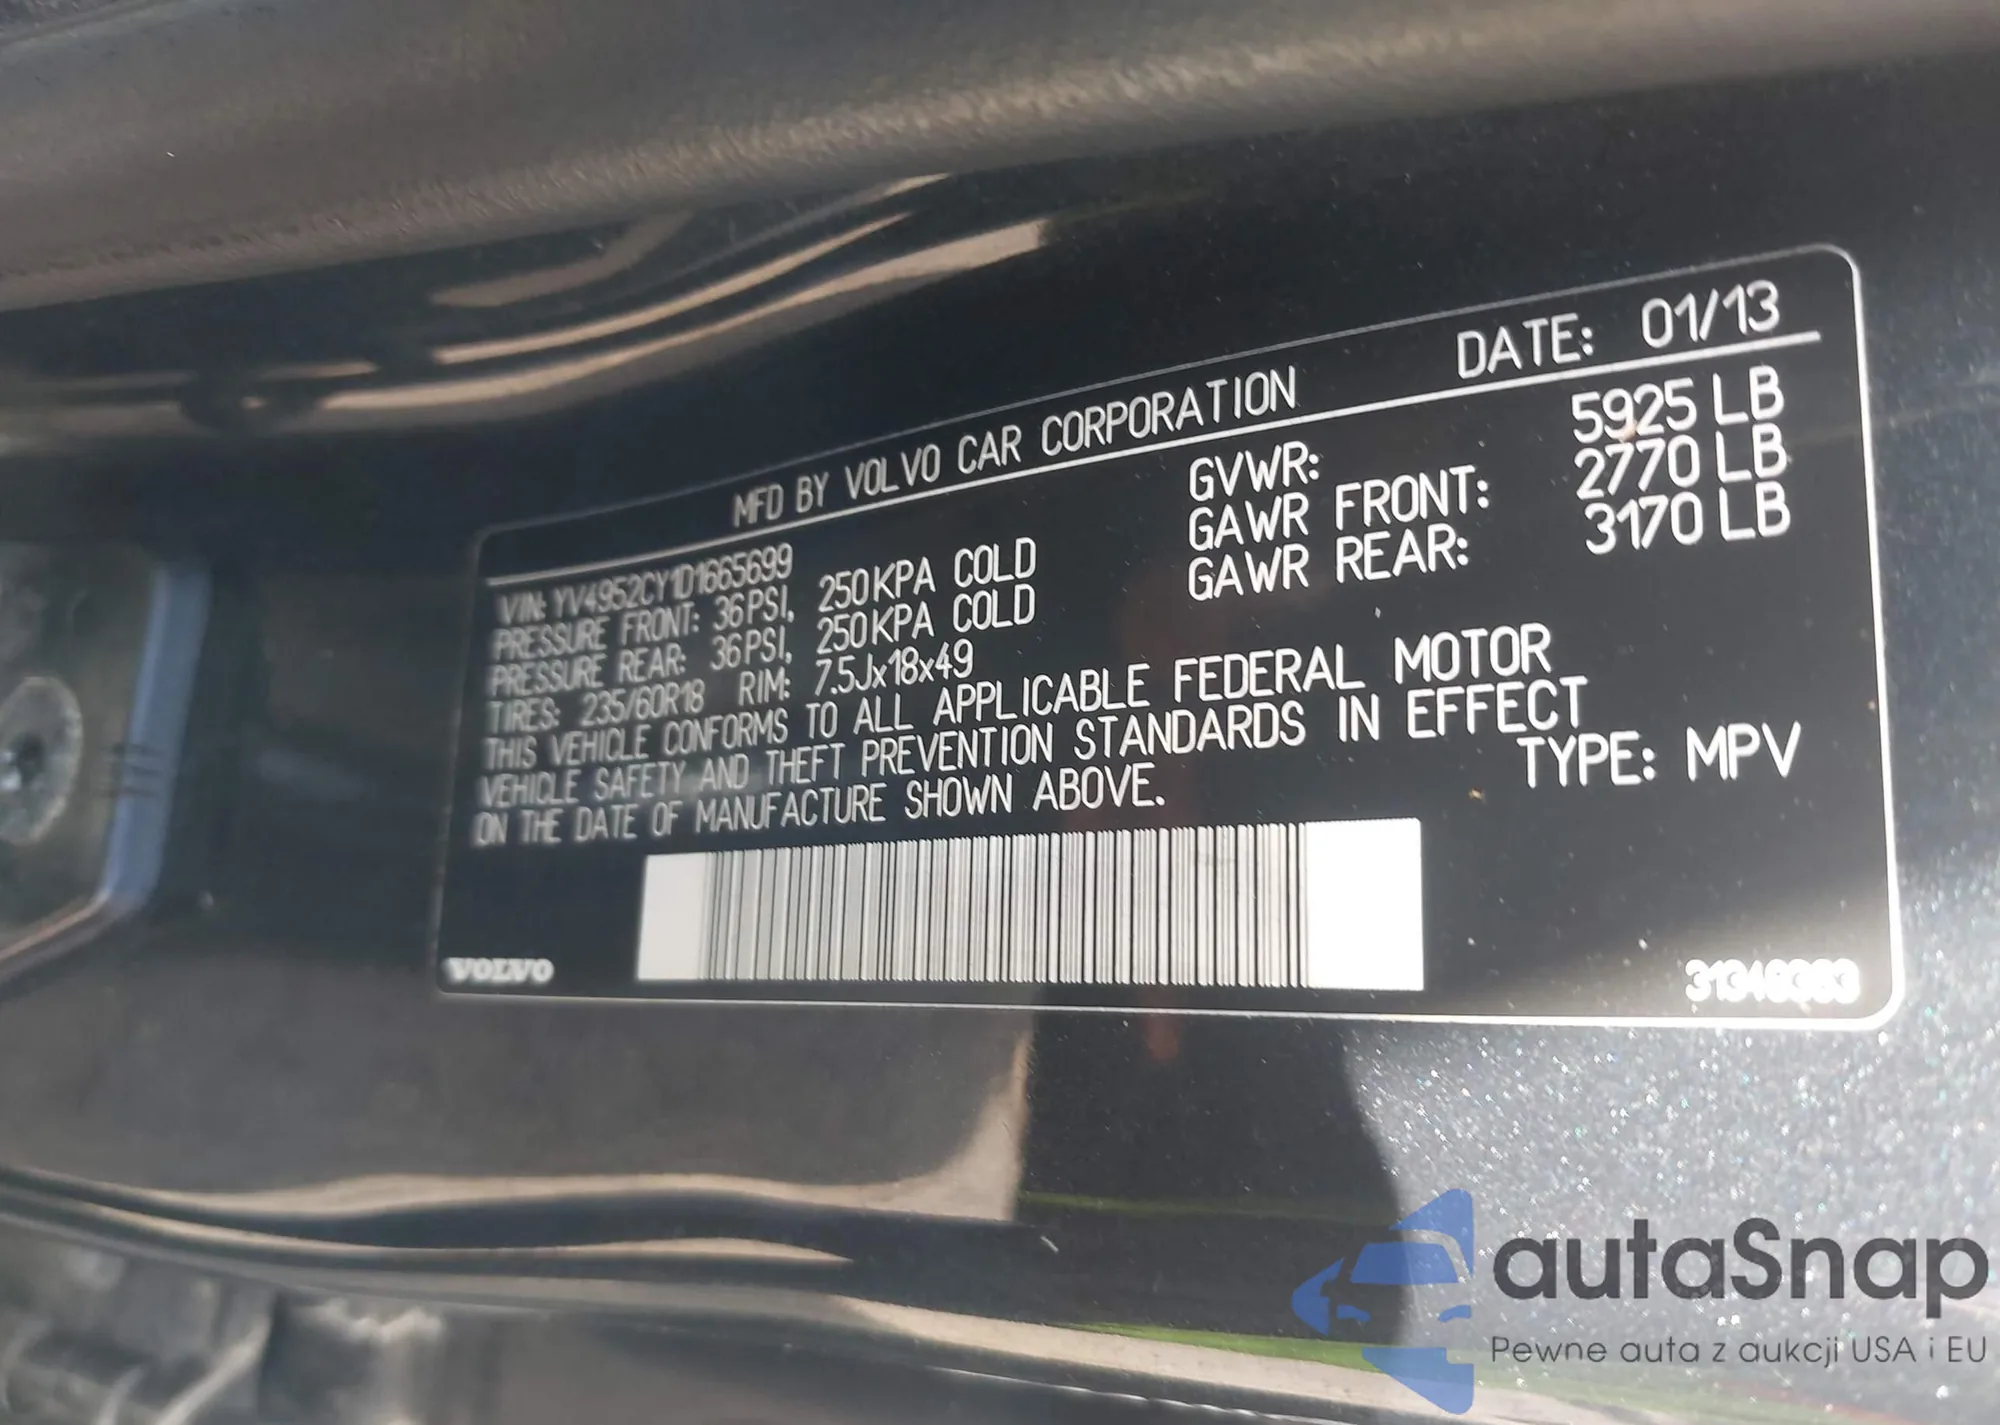 MFD BY VOLVO CAR CORPORATION DATE: 01/13
VIN: YV4952CY1D1665699 GVWR: 5925 LB
PRESSURE FRONT: 36PSI, 250KPA COLD GAWR FRONT: 2770 LB
PRESSURE REAR: 36PSI, 250KPA COLD GAWR REAR: 3170 LB
TIRES: 235/60R18 RIM: 7.5Jx18x49
THIS VEHICLE CONFORMS TO ALL APPLICABLE FEDERAL MOTOR
VEHICLE SAFETY AND THEFT PREVENTION STANDARDS IN EFFECT
ON THE DATE OF MANUFACTURE SHOWN ABOVE. TYPE: MPV
VOLVO
autaSnap
Pewne auta z aukcji USA i EU